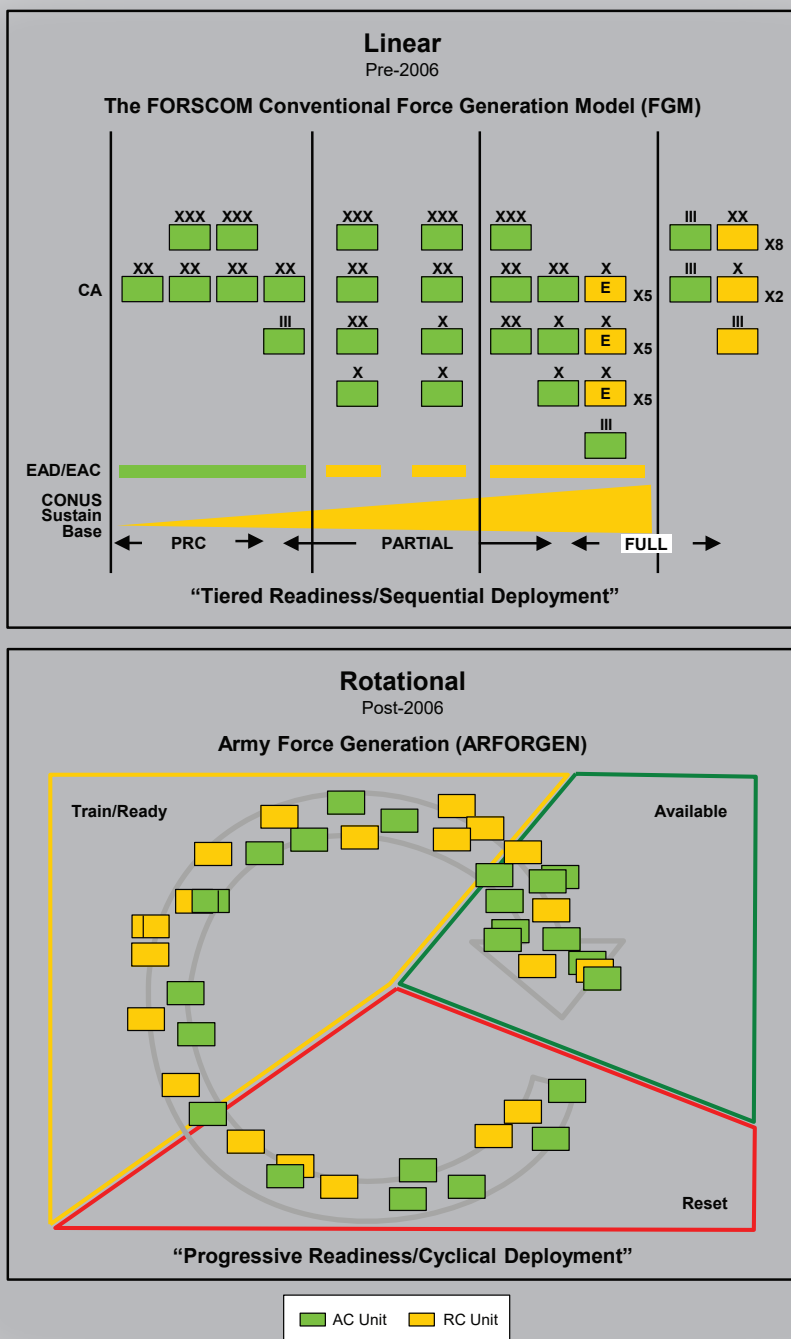 Linear
Pre-2006
The FORSCOM Conventional Force Generation Model (FGM)
XXX XXX XXX XXX XXX III XX
X8
CA XX XX XX XX XX XX XX XX X III X
E X5 X2
III XX X XX X X III
E X5
X X X X
E X5
III
EAD/EAC
CONUS
Sustain
Base
PRC PARTIAL FULL
“Tiered Readiness/Sequential Deployment”
Rotational
Post-2006
Army Force Generation (ARFORGEN)
Train/Ready Available
Reset
“Progressive Readiness/Cyclical Deployment”
AC Unit RC Unit